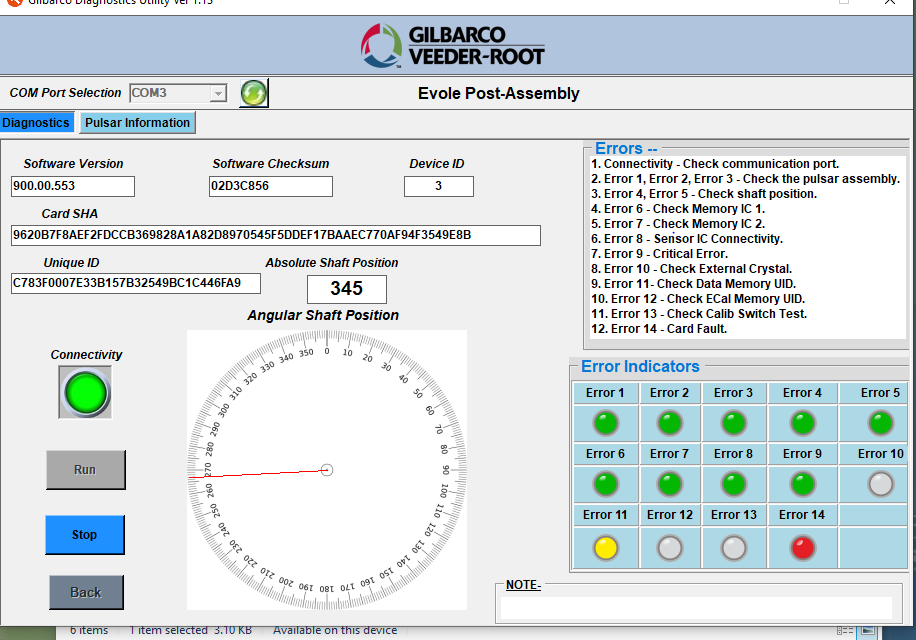 Gilbarco Diagnostics Utility Ver 1.15
GILBARCO
VEEDER-ROOT
COM Port Selection COM3
Evole Post-Assembly
Diagnostics Pulsar Information
Software Version Software Checksum Device ID
900.00.553 02D3C856 3
Card SHA
9620B7F8AEF2FDCCB369828A1A82D8970545F5DDEF17BAAEC770AF94F3549E8B
Unique ID Absolute Shaft Position
C783F0007E33B157B32549BC1C446FA9 345
Angular Shaft Position
0 10 20 30 40 50 60 70 80 90 100 110 120 130 140 150 160 170 180 190 200 210 220 230 240 250 260 270 280 290 300 310 320 330 340 350
Connectivity
Run
Stop
Back
Errors --
1. Connectivity - Check communication port.
2. Error 1, Error 2, Error 3 - Check the pulsar assembly.
3. Error 4, Error 5 - Check shaft position.
4. Error 6 - Check Memory IC 1.
5. Error 7 - Check Memory IC 2.
6. Error 8 - Sensor IC Connectivity.
7. Error 9 - Critical Error.
8. Error 10 - Check External Crystal.
9. Error 11- Check Data Memory UID.
10. Error 12 - Check ECal Memory UID.
11. Error 13 - Check Calib Switch Test.
12. Error 14 - Card Fault.
Error Indicators
Error 1 Error 2 Error 3 Error 4 Error 5
Error 6 Error 7 Error 8 Error 9 Error 10
Error 11 Error 12 Error 13 Error 14
NOTE-
6 items 1 item selected 3.10 KB Available on this device